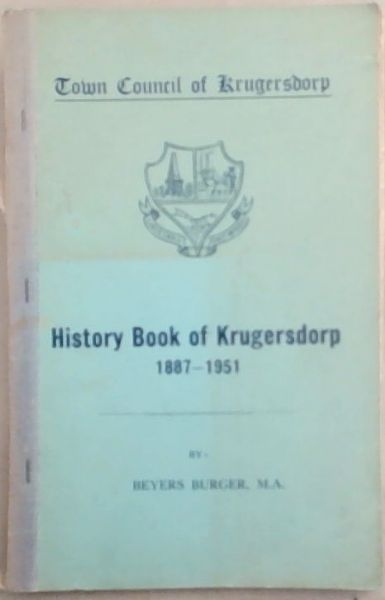 Town Council of Krugersdorp
History Book of Krugersdorp
1887-1951
BY-
BEYERS BURGER, M.A.